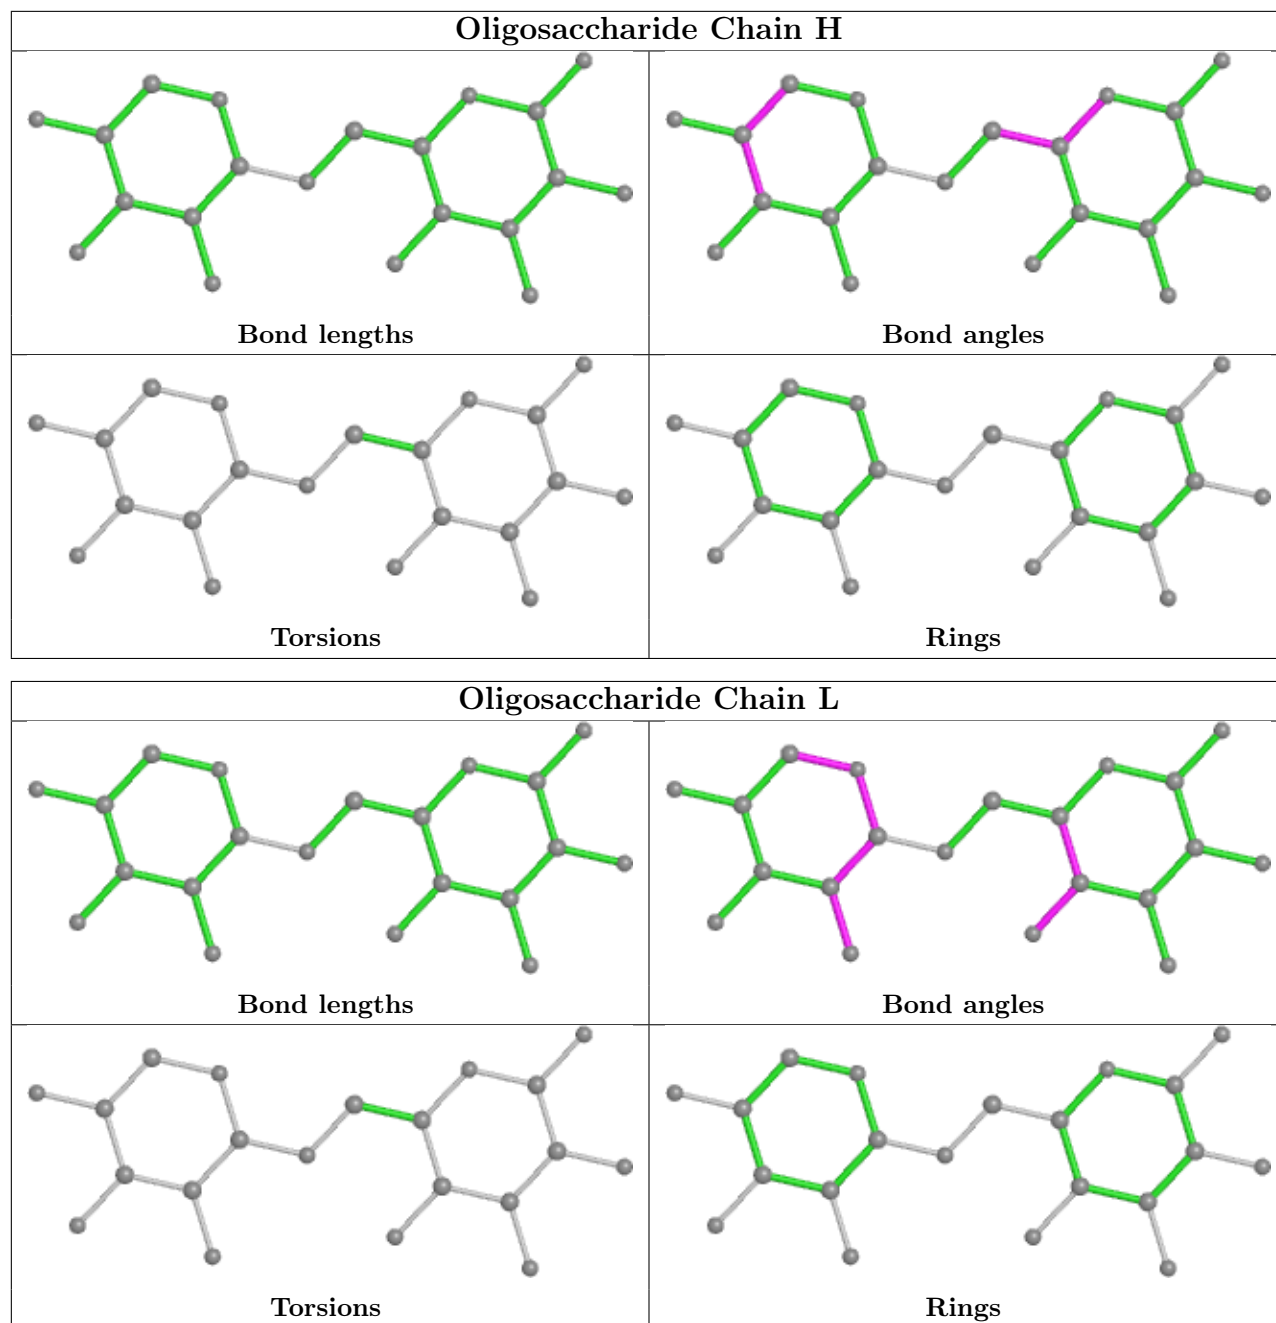 Oligosaccharide Chain H
Bond lengths
Bond angles
Torsions
Rings
Oligosaccharide Chain L
Bond lengths
Bond angles
Torsions
Rings